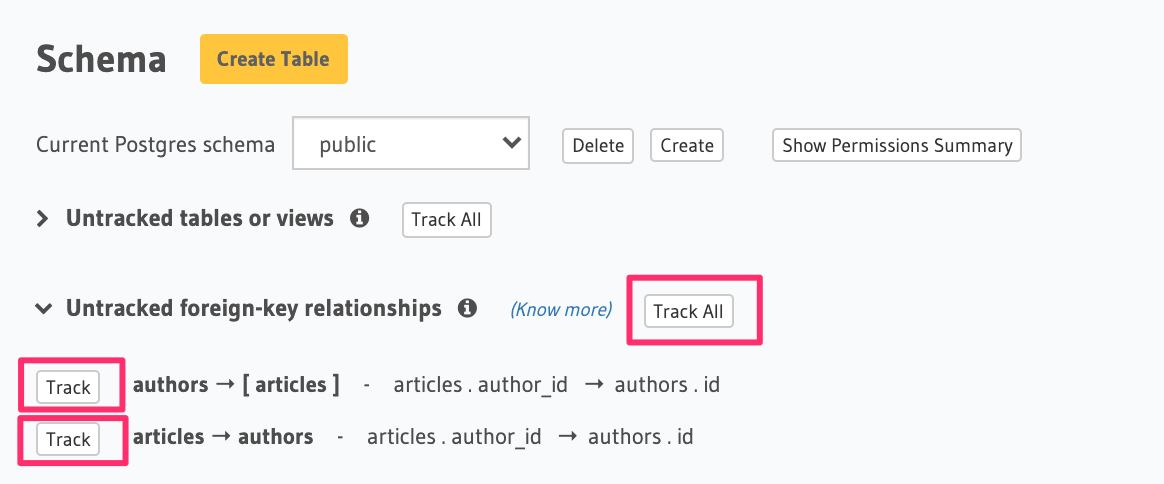 Schema Create Table
Current Postgres schema public Delete Create Show Permissions Summary
Untracked tables or views Track All
Untracked foreign-key relationships (Know more) Track All
Track authors → [ articles ] - articles . author_id → authors . id
Track articles → authors - articles . author_id → authors . id